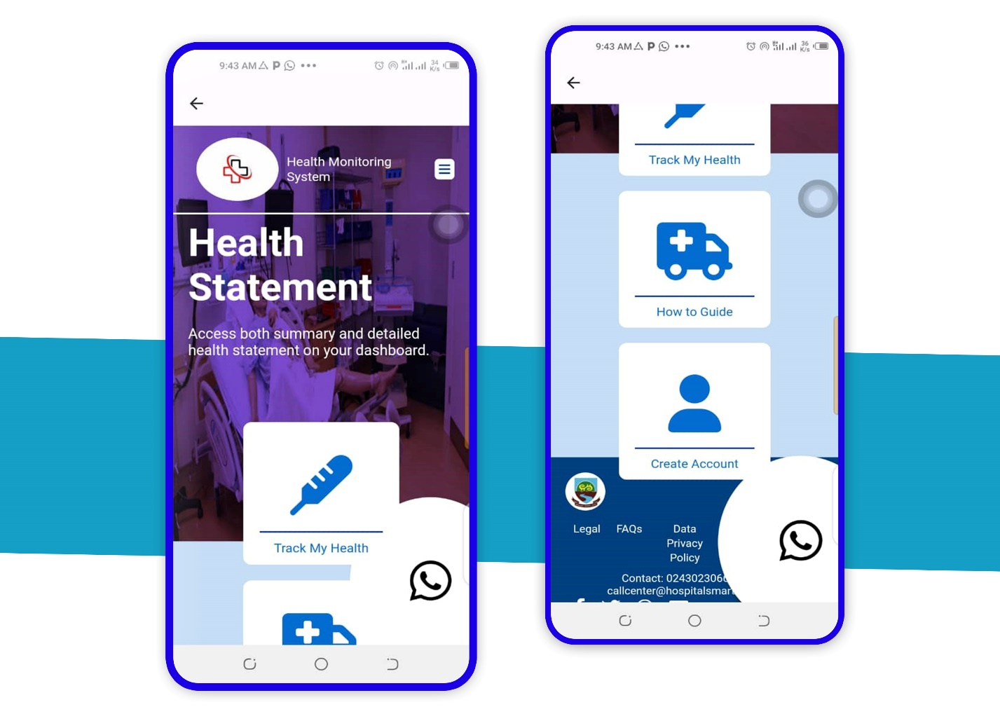 9:43 AM
34
K/s
Health Monitoring
System
Health
Statement
Access both summary and detailed
health statement on your dashboard.
Track My Health
9:43 AM
36
K/s
Track My Health
How to Guide
Create Account
Legal
FAQs
Data
Privacy
Policy
Contact: 024302306
callcenter@hospitalsmar